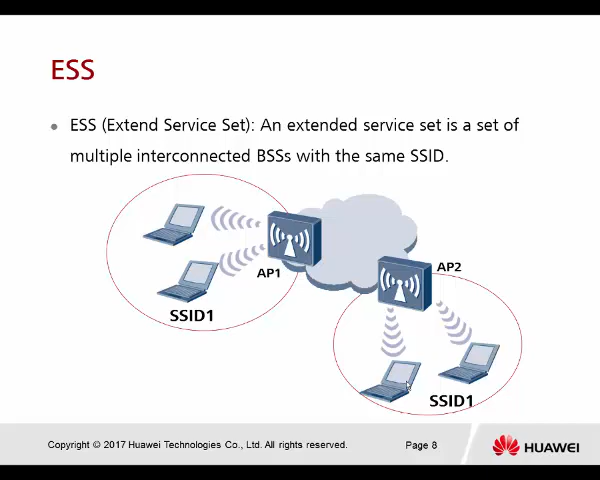 ESS
ESS (Extend Service Set): An extended service set is a set of
multiple interconnected BSSs with the same SSID.
AP1
AP2
SSID1
SSID1
Copyright © 2017 Huawei Technologies Co., Ltd. All rights reserved.
Page 8
HUAWEI